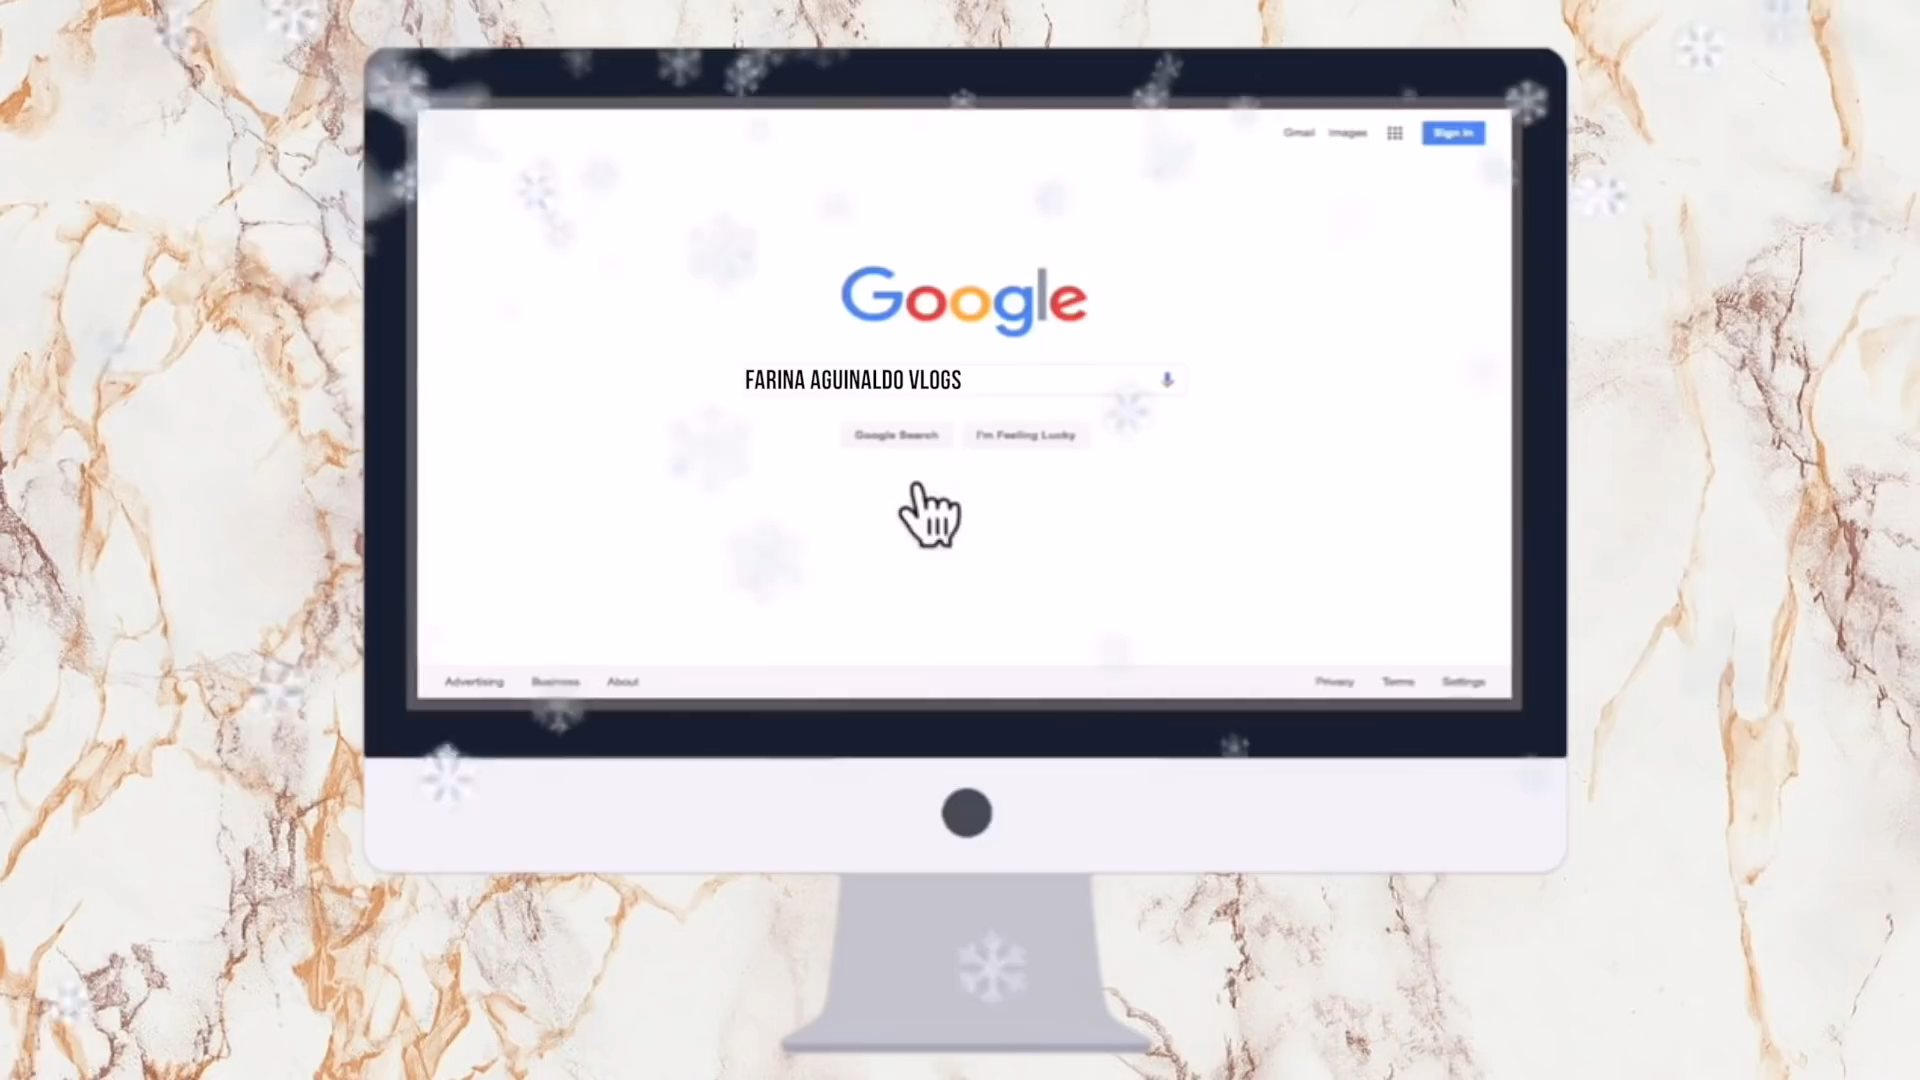 Gmail Images Sign in
Google
FARINA AGUINALDO VLOGS
Google Search I'm Feeling Lucky
Advertising Business About Privacy Terms Settings